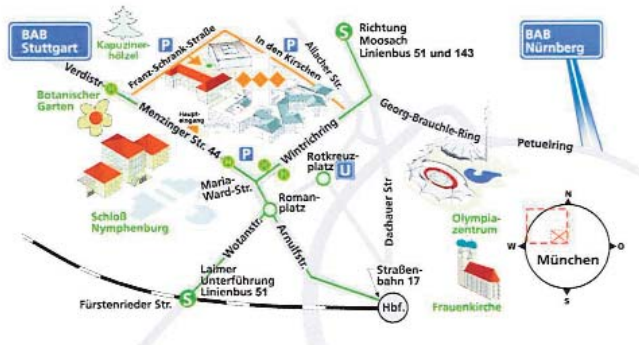 BAB
Stuttgart
Kapuziner-
hölzel
P
Franz-Schrank-Straße
P
In den Kirschen
Allacher Str.
S
Richtung
Moosach
Linienbus 51 und 143
BAB
Nürnberg
Verdistr.
H
Botanischer
Garten
Menzinger Str. 44
Haupt-
eingang
Georg-Brauchle-Ring
Petuelring
P
Wintrichring
H
H
H
Rotkreuz-
platz
U
Maria-
Ward-Str.
Roman-
platz
Schloß
Nymphenburg
Dachauer Str
Olympia-
zentrum
N
W
O
S
München
Wotanstr.
Arnulfstr.
Laimer
Unterführung
Linienbus 51
Fürstenrieder Str.
S
Straßen-
bahn 17
Hbf.
Frauenkirche